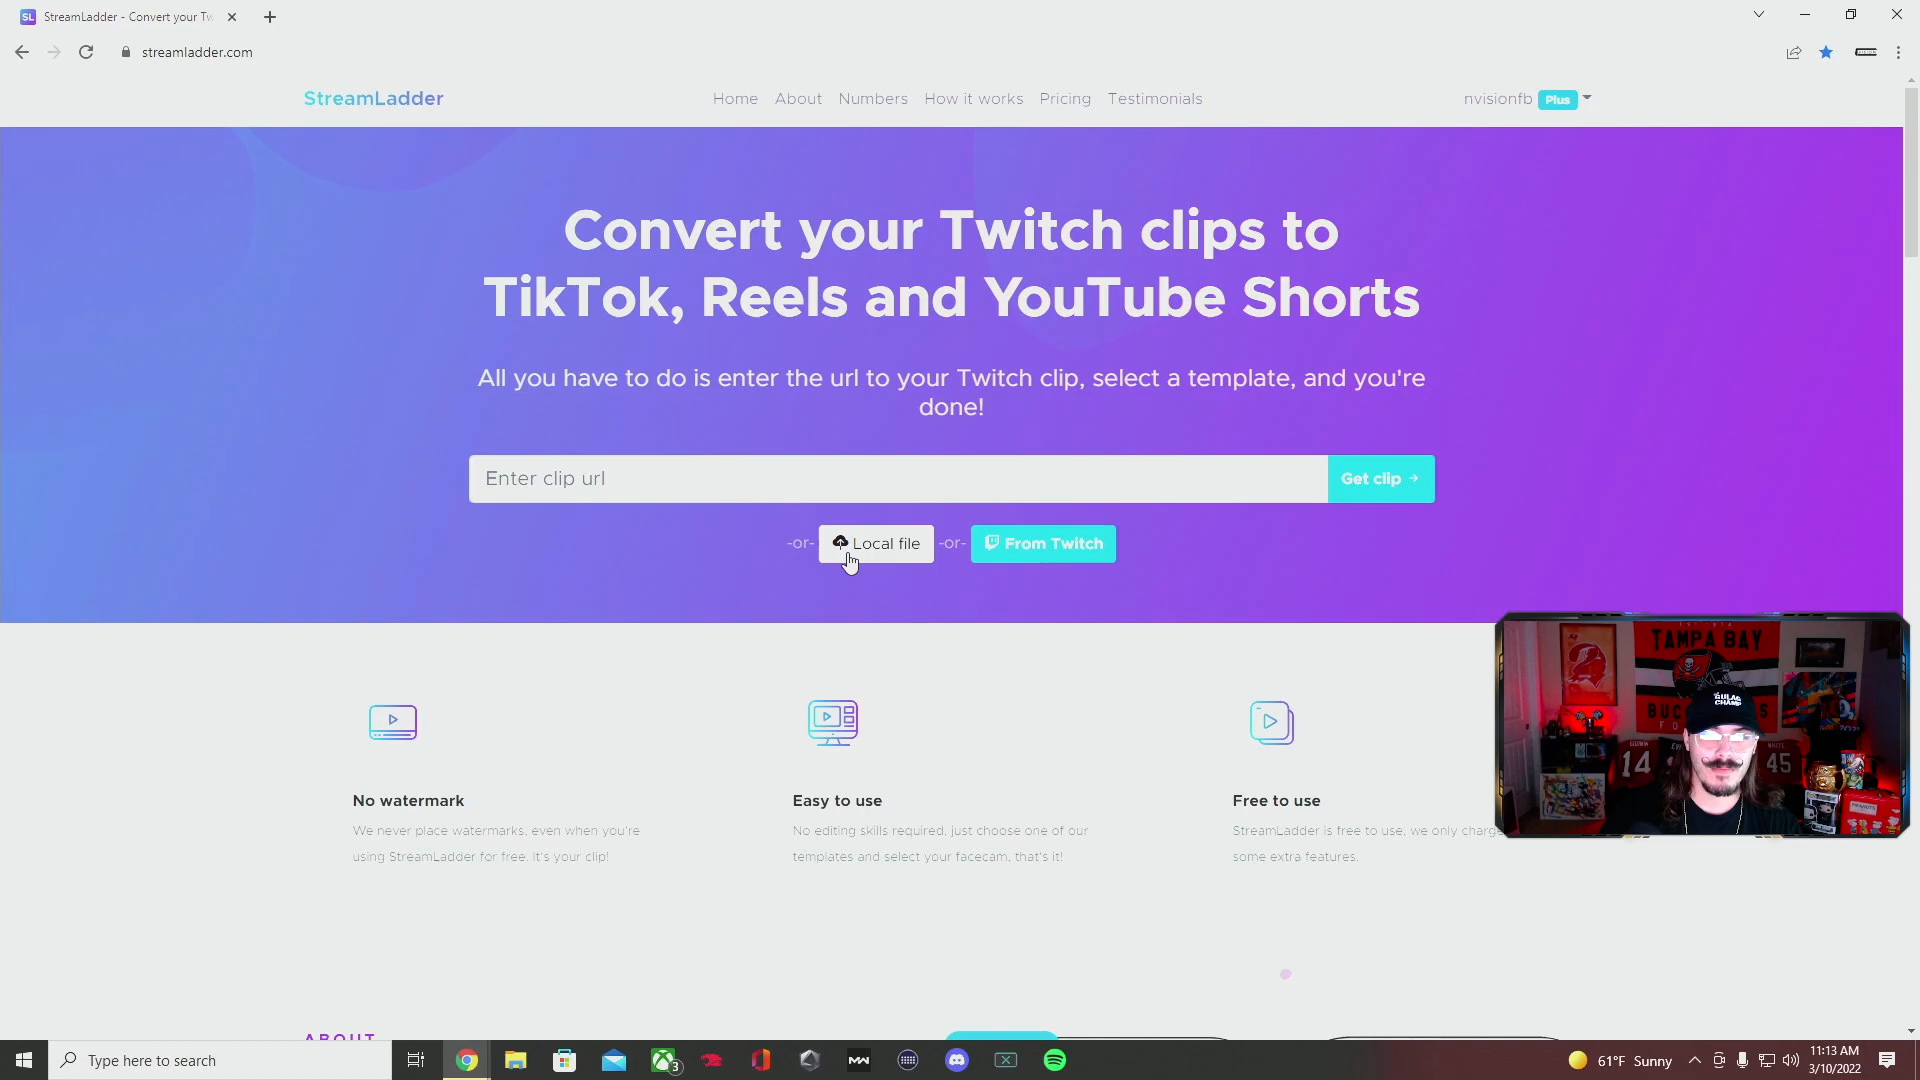 SL StreamLadder - Convert your Tw
streamladder.com
StreamLadder
Home About Numbers How it works Pricing Testimonials
nvisionfb Plus
Convert your Twitch clips to
TikTok, Reels and YouTube Shorts
All you have to do is enter the url to your Twitch clip, select a template, and you're
done!
Enter clip url
Get clip →
-or- Local file -or- From Twitch
No watermark
We never place watermarks, even when you're
using StreamLadder for free. It's your clip!
Easy to use
No editing skills required, just choose one of our
templates and select your facecam, that's it!
Free to use
StreamLadder is free to use, we only charge
some extra features.
TAMPA BAY
GULAG
CHAMP
14
45
ABOUT
Type here to search
3
MW
61°F Sunny
11:13 AM
3/10/2022